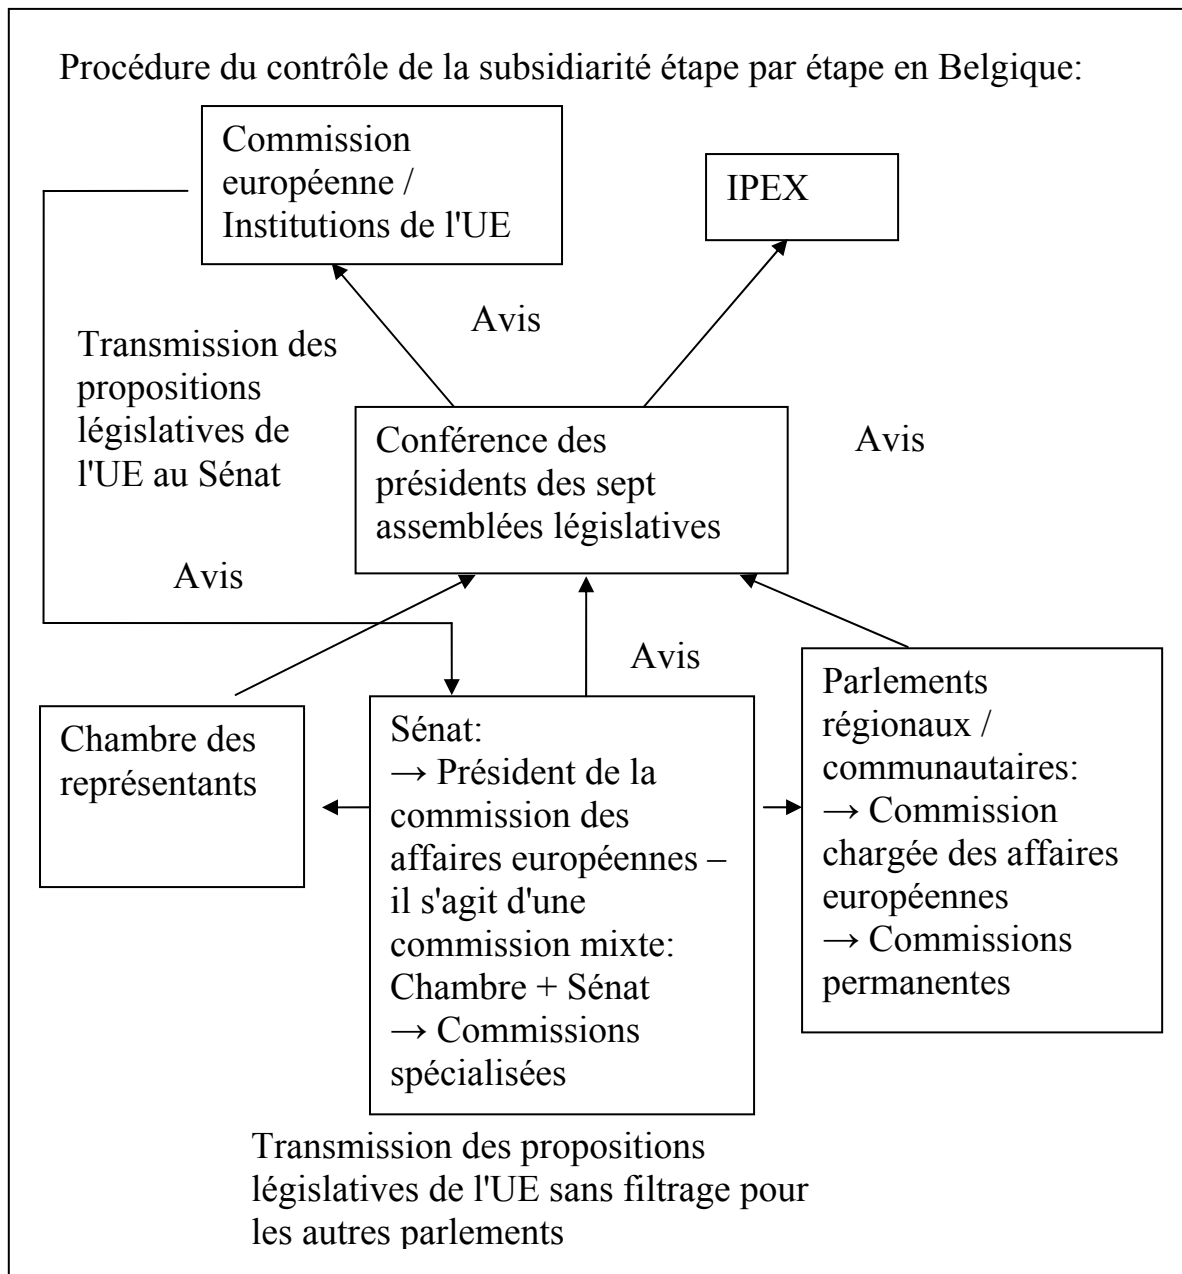 Procédure du contrôle de la subsidiarité étape par étape en Belgique:
Commission
européenne /
Institutions de l'UE
IPEX
Avis
Transmission des
propositions
législatives de
l'UE au Sénat
Conférence des
présidents des sept
assemblées législatives
Avis
Avis
Avis
Chambre des
représentants
Sénat:
→ Président de la
commission des
affaires européennes –
il s'agit d'une
commission mixte:
Chambre + Sénat
→ Commissions
spécialisées
Parlements
régionaux /
communautaires:
→ Commission
chargée des affaires
européennes
→ Commissions
permanentes
Transmission des propositions
législatives de l'UE sans filtrage pour
les autres parlements